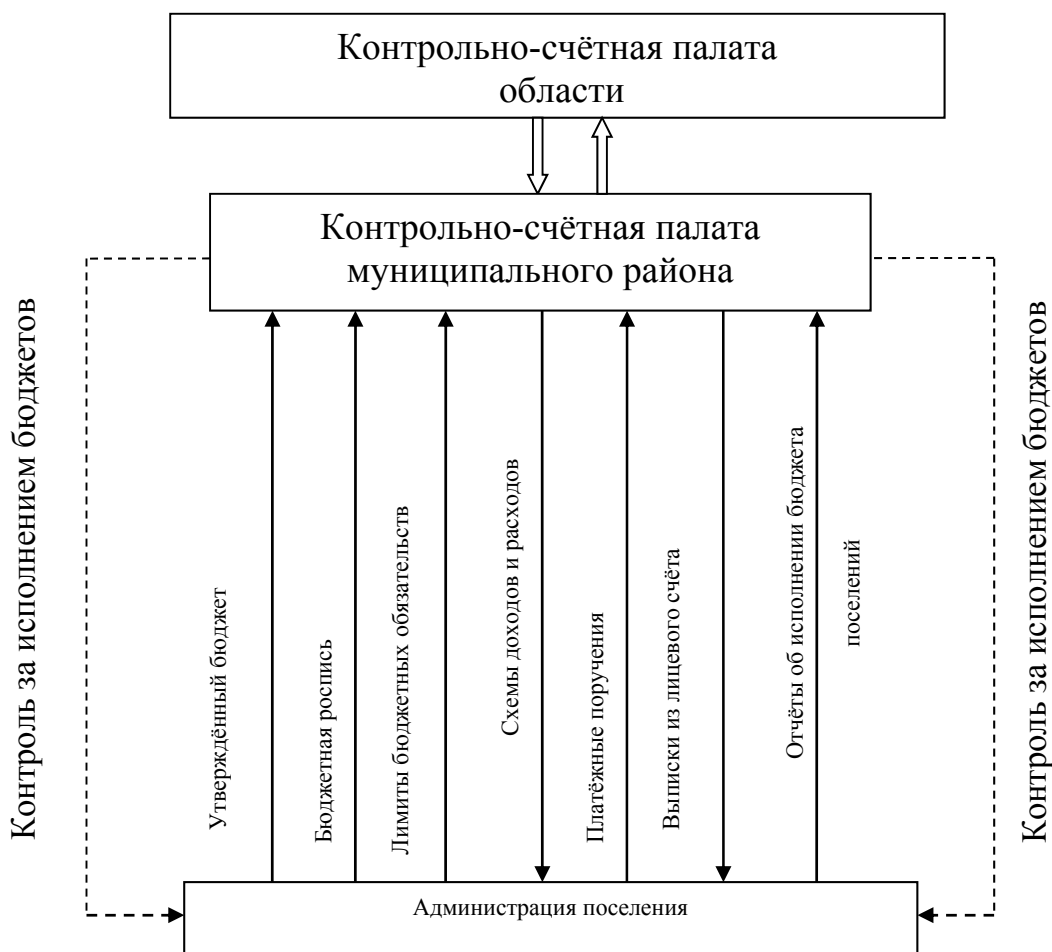 Контрольно-счётная палата
области
Контрольно-счётная палата
муниципального района
Контроль за исполнением бюджетов
Утверждённый бюджет
Бюджетная роспись
Лимиты бюджетных обязательств
Схемы доходов и расходов
Платёжные поручения
Выписки из лицевого счёта
Отчёты об исполнении бюджета
поселений
Контроль за исполнением бюджетов
Администрация поселения